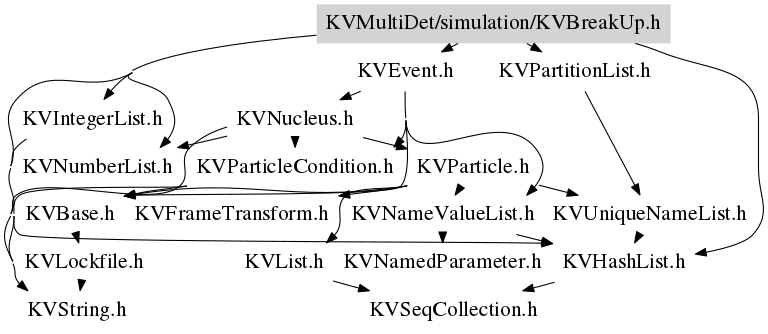 KVMultiDet/simulation/KVBreakUp.h
KVEvent.h KVPartitionList.h
KVIntegerList.h KVNucleus.h
KVNumberList.h KVParticleCondition.h KVParticle.h
KVBase.h KVFrameTransform.h KVNameValueList.h KVUniqueNameList.h
KVLockfile.h KVList.h KVNamedParameter.h KVHashList.h
KVString.h KVSeqCollection.h